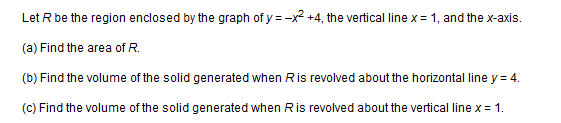 Let R be the region enclosed by the graph of y = –x² +4, the vertical line x = 1, and the x-axis.
(a) Find the area of R.
(b) Find the volume of the solid generated when R is revolved about the horizontal line y = 4.
(c) Find the volume of the solid generated when R is revolved about the vertical line x = 1.